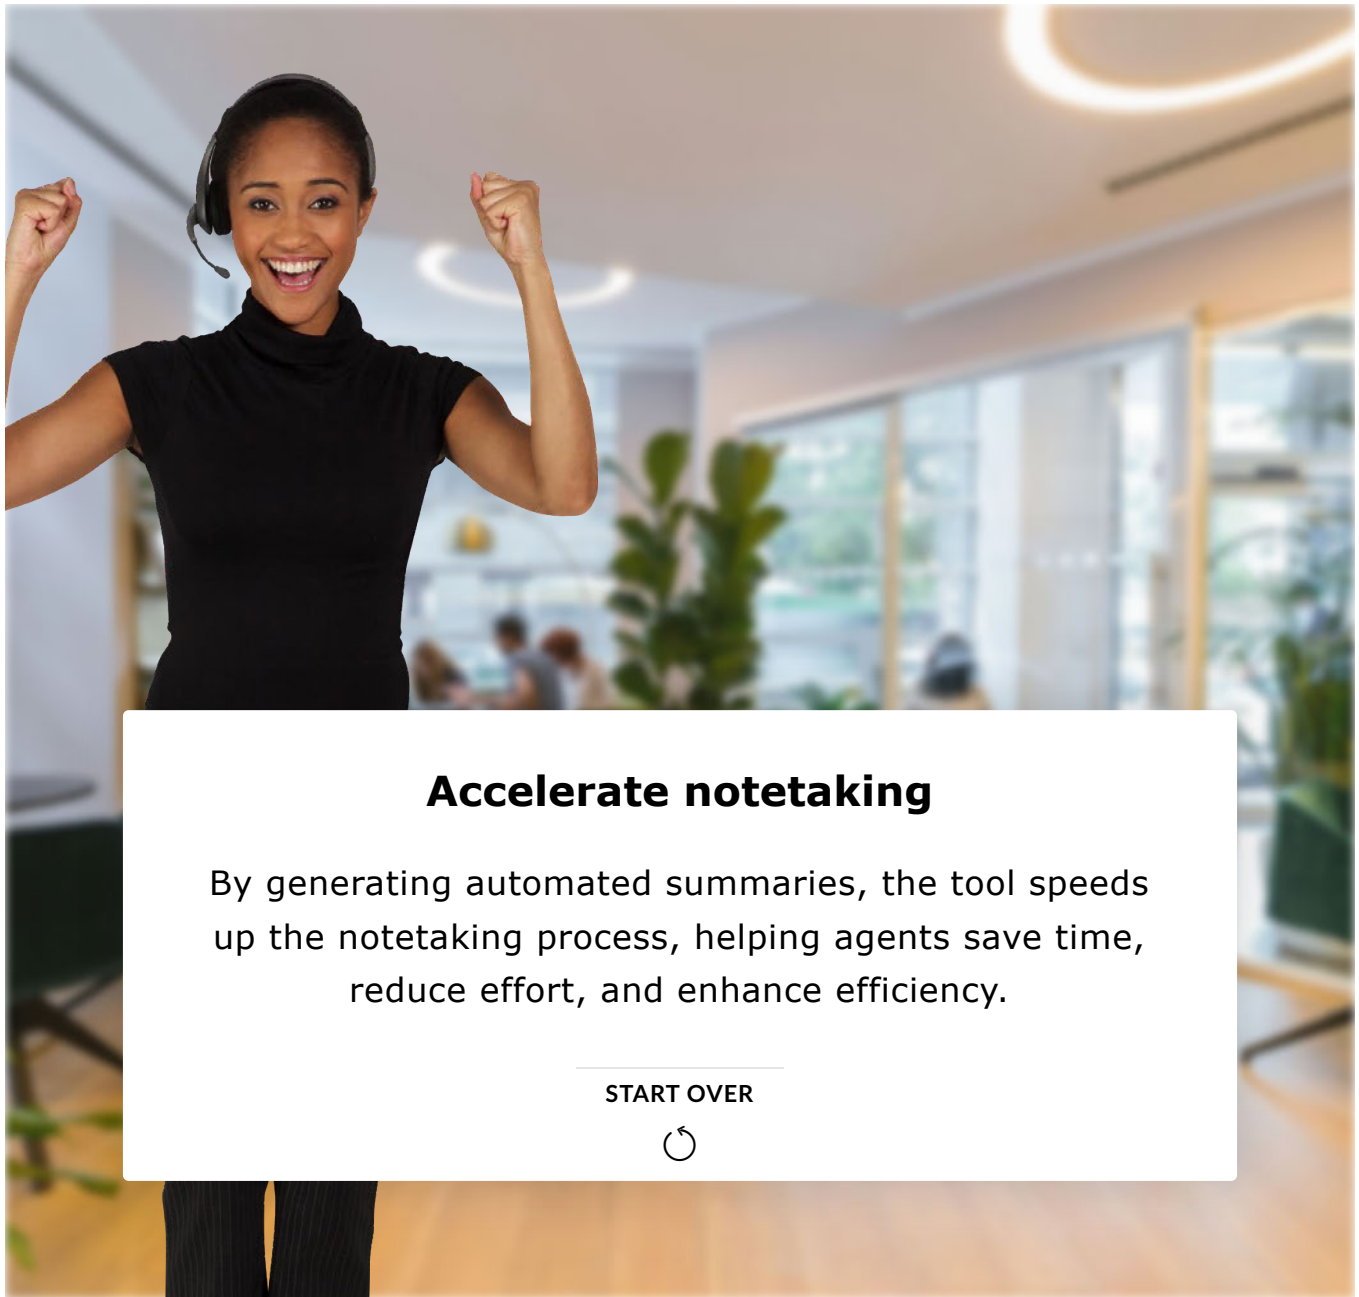 Accelerate notetaking
By generating automated summaries, the tool speeds
up the notetaking process, helping agents save time,
reduce effort, and enhance efficiency.
START OVER